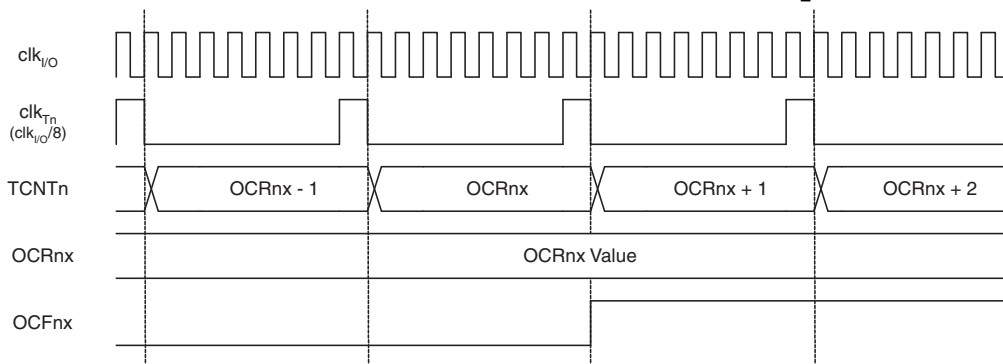 clkI/O
clkTn
(clkI/O/8)
TCNTn
OCRnx - 1
OCRnx
OCRnx + 1
OCRnx + 2
OCRnx
OCRnx Value
OCFnx